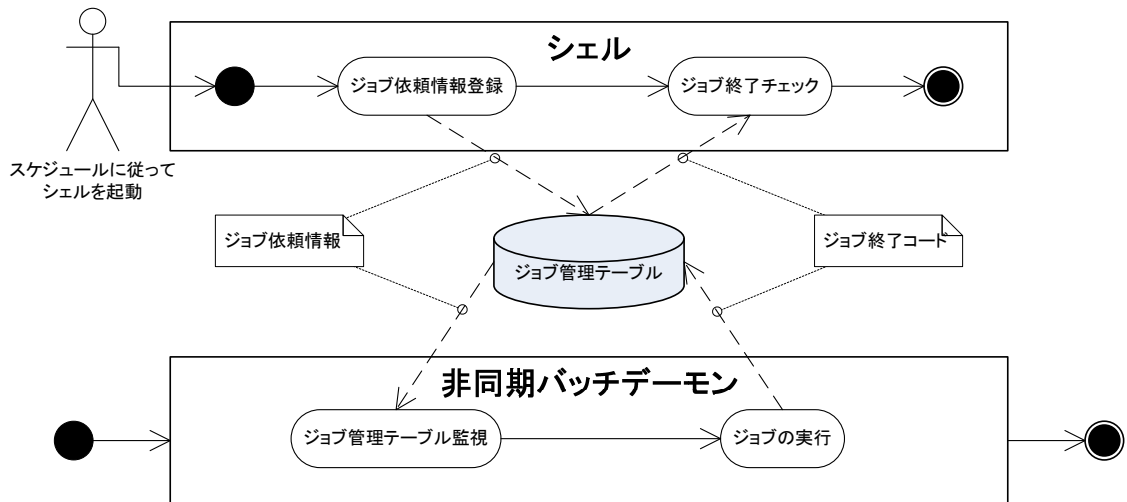 シェル
ジョブ依頼情報登録
ジョブ終了チェック
スケジュールに従って
シェルを起動
ジョブ依頼情報
ジョブ管理テーブル
ジョブ終了コード
非同期バッチデーモン
ジョブ管理テーブル監視
ジョブの実行